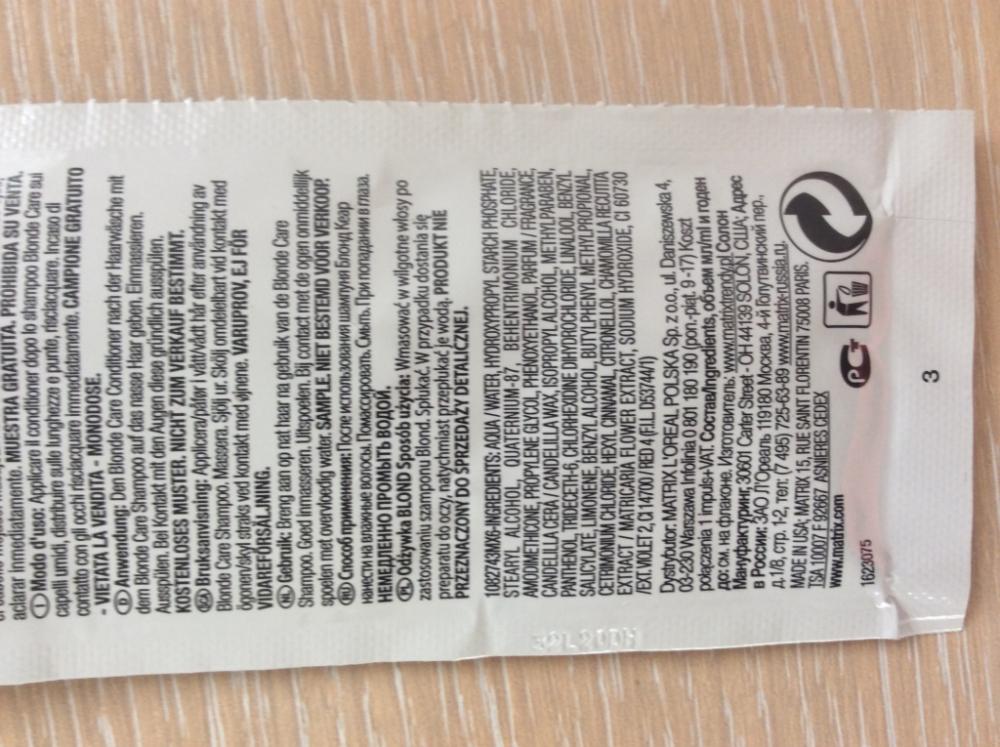 aclarar inmediatamente. MUESTRA GRATUITA. PROHIBIDA SU VENTA.
I Modo d'uso: Applicare il conditioner dopo lo shampoo Blonde Care sui
capelli umidi, distribuire sulle lunghezze o punte, risciacquare. In caso di
contatto con gli occhi risciacquare immediatamente. CAMPIONE GRATUITO
- VIETATA LA VENDITA - MONODOSE.
D Anwendung: Den Blonde Care Conditioner nach der Haarwäsche mit
dem Blonde Care Shampoo auf das nasse Haar geben. Einmassieren.
Ausspülen. Bei Kontakt mit den Augen diese gründlich ausspülen.
KOSTENLOSES MUSTER. NICHT ZUM VERKAUF BESTIMMT.
Bruksanvisning: Applicera/påfør i vått/vådt hår efter användning av
Blonde Care Shampoo. Massera. Skölj ur. Skölj omdelbart vid kontakt med
ögonen/skyl straks ved kontakt med øjnene. VARUPROV, EJ FÖR
VIDAREFÖRSÄLJNING.
NL Gebruik: Breng aan op nat haar na gebruik van de Blonde Care
Shampoo. Goed inmasseren. Uitspoelen. Bij contact met de ogen onmiddellijk
spoelen met overvloedig water. SAMPLE. NIET BESTEMD VOOR VERKOOP.
RU Способ применения: После использования шампуня Блонд Кеар
нанести на влажные волосы. Помассировать. Смыть. При попадании в глаза.
НЕМЕДЛЕННО ПРОМЫТЬ ВОДОЙ.
PL Odżywka BLOND Sposób użycia: Wmasować, w wilgotne włosy po
zastosowaniu szamponu Blond. Spłukać. W przypadku dostania się
preparatu do oczy, natychmiast przepłukać je wodą. PRODUKT NIE
PRZEZNACZONY DO SPRZEDAŻY DETALICZNEJ.
1082743MX6-INGREDIENTS: AQUA / WATER, HYDROXYPROPYL STARCH PHOSPHATE,
STEARYL ALCOHOL, QUATERNIUM-87, BEHENTRIMONIUM CHLORIDE,
AMODIMETHICONE, PROPYLENE GLYCOL, PHENOXYETHANOL, PARFUM / FRAGRANCE,
CANDELILLA CERA / CANDELILLA WAX, ISOPROPYL ALCOHOL, METHYLPARABEN,
PANTHENOL, TRIDECETH-6, CHLORHEXIDINE DIHYDROCHLORIDE, LINALOOL, BENZYL
SALICYLATE, LIMONENE, BENZYL ALCOHOL, BUTYLPHENYL METHYLPROPIONAL,
CETRIMONIUM CHLORIDE, HEXYL CINNAMAL, CITRONELLOL, CHAMOMILLA RECUTITA
EXTRACT / MATRICARIA FLOWER EXTRACT, SODIUM HYDROXIDE, CI 60730
/ EXT. VIOLET 2, CI 14700 / RED 4 (F.I.L. D53744/1)
Dystrybutor: MATRIX L'OREAL POLSKA Sp. z o.o., ul. Daniszewska 4,
03-230 Warszawa Infolinia 0 801 180 190 (pon.-piąt. 9 -17) Koszt
połączenia 1 impuls+VAT. Состав/Ingredients, объем мл/ml и годен
до: см. на флаконе. Изготовитель: www.matrixtrendypl Солон
Мануфактуринг, 30601 Carter Street - OH 44139 SOLON, США; Адрес
в России: ЗАО Л'Ореаль 119180 Москва, 4-й Голутвинский пер.,
д.1/8, стр. 1-2, тел: (7 495) 725-63-89 www.matrix-russia.ru.
MADE IN USA; MATRIX 15, RUE SAINT FLORENTIN 75008 PARIS.
TSA 10007 F 92667 ASNIERES CEDEX
www.matrix.com
1623075
PCT
3